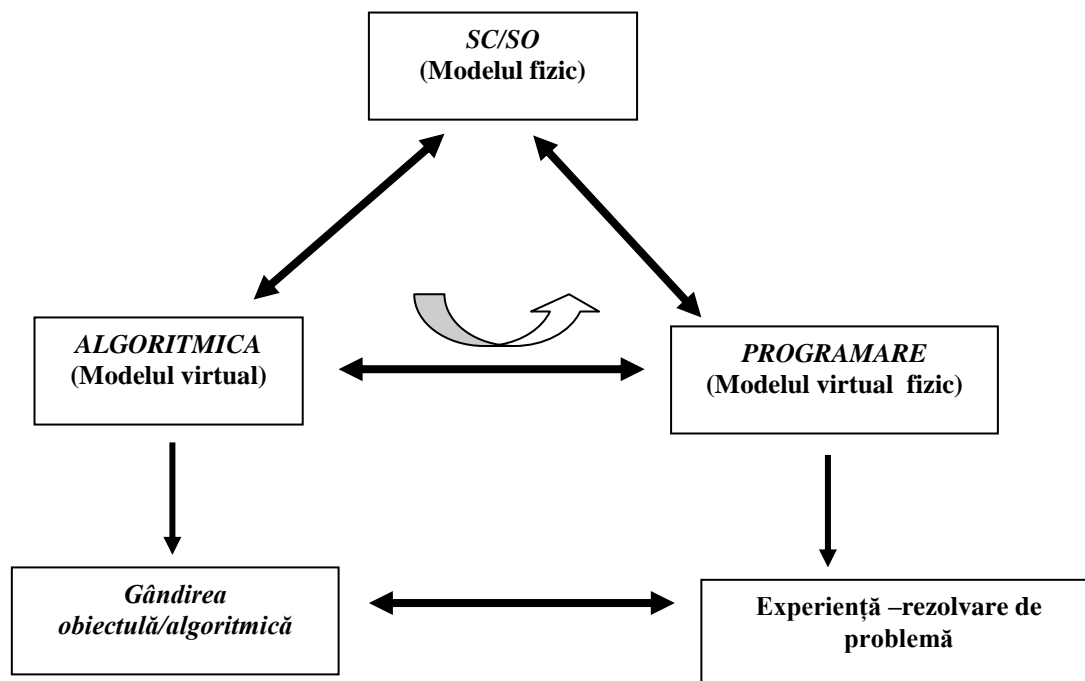 SC/SO
(Modelul fizic)
ALGORITMICA
(Modelul virtual)
PROGRAMARE
(Modelul virtual fizic)
Gândirea
obiectulă/algoritmică
Experiență –rezolvare de
problemă